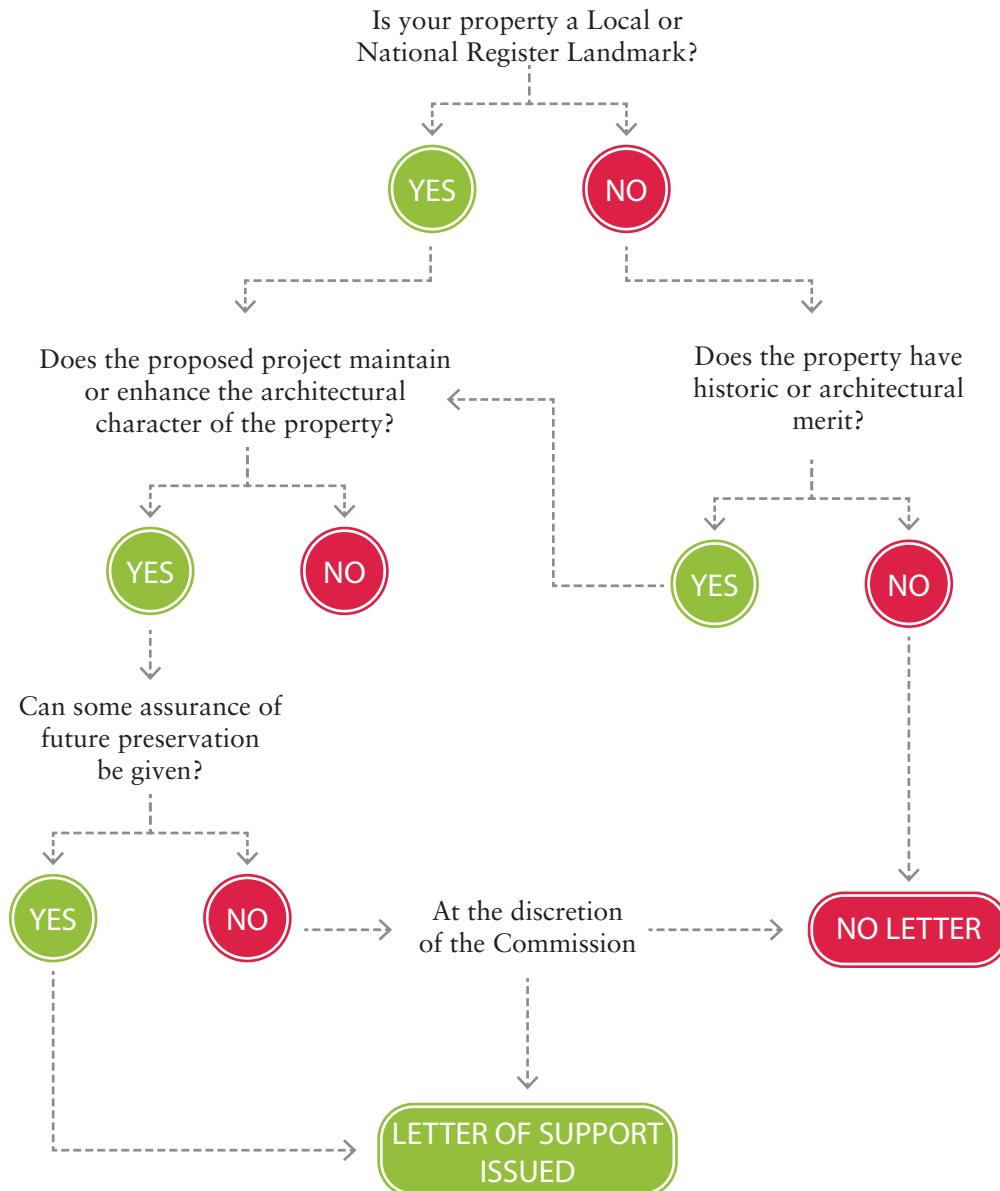 Is your property a Local or
National Register Landmark?
YES
NO
Does the proposed project maintain
or enhance the architectural
character of the property?
Does the property have
historic or architectural
merit?
YES
NO
YES
NO
Can some assurance of
future preservation
be given?
YES
NO
At the discretion
of the Commission
NO LETTER
LETTER OF SUPPORT
ISSUED